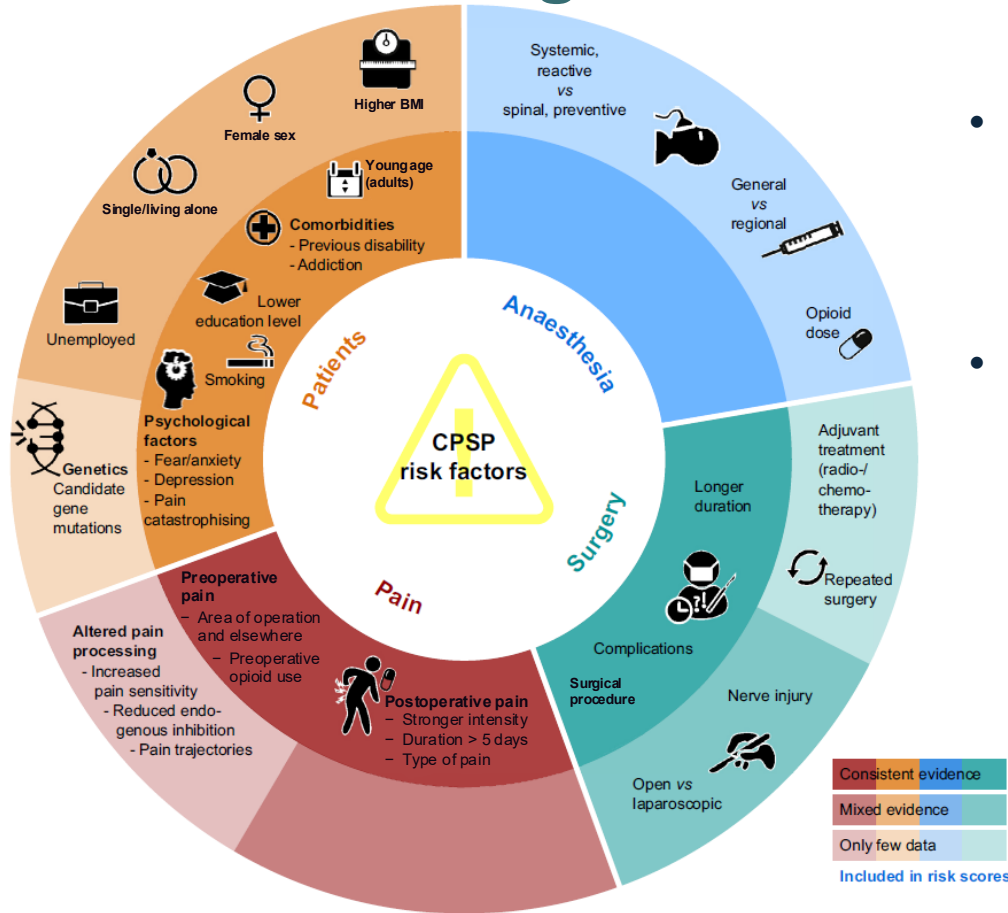 Higher BMI
Female sex
Single/living alone
Unemployed
Genetics
Candidate
gene
mutations
Young age
(adults)
Comorbidities
- Previous disability
- Addiction
Lower
education level
Smoking
Psychological
factors
- Fear/anxiety
- Depression
- Pain
catastrophising
Patients
Systemic,
reactive
vs
spinal, preventive
General
vs
regional
Opioid
dose
Anaesthesia
CPSP
risk factors
Surgery
Longer
duration
?!
Complications
Surgical
procedure
Adjuvant
treatment
(radio-/
chemo-
therapy)
Repeated
surgery
Nerve injury
Open vs
laparoscopic
Pain
Preoperative
pain
– Area of operation
and elsewhere
– Preoperative
opioid use
Postoperative pain
– Stronger intensity
– Duration > 5 days
– Type of pain
Altered pain
processing
- Increased
pain sensitivity
- Reduced endo-
genous inhibition
- Pain trajectories
Consistent evidence
Mixed evidence
Only few data
Included in risk scores